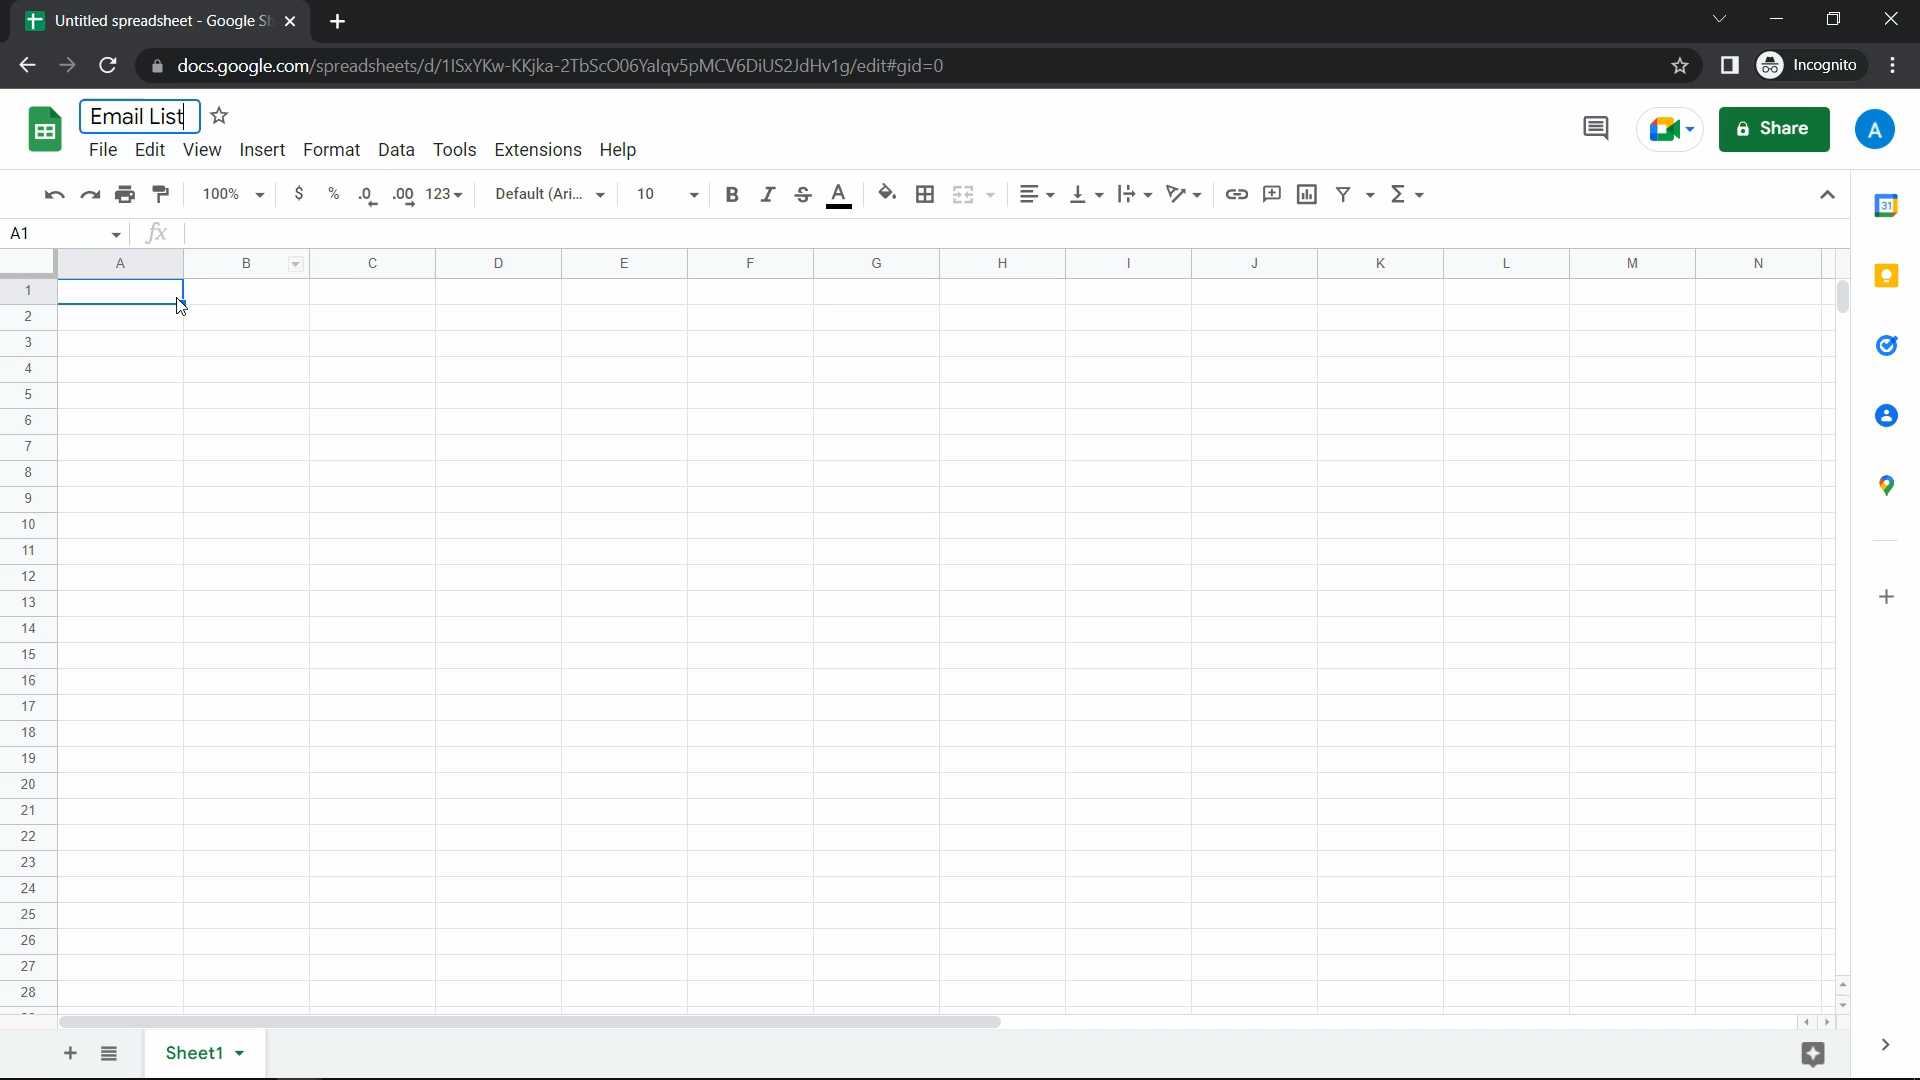 Untitled spreadsheet - Google Sh
docs.google.com/spreadsheets/d/1ISxYKw-KKjka-2TbScO06YaIqv5pMCV6DiUS2JdHv1g/edit#gid=0
Incognito
Email List
File Edit View Insert Format Data Tools Extensions Help
Share
A
100% $ % .0 .00 123 Default (Ari... 10 B I S A
31
A1 fx
A B C D E F G H I J K L M N
1
2
3
4
5
6
7
8
9
10
11
12
13
14
15
16
17
18
19
20
21
22
23
24
25
26
27
28
Sheet1